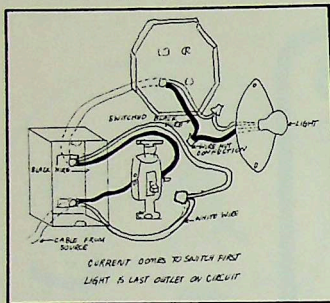 SWITCHED BLACK
LIGHT
WIRE NUT
CONNECTION
BLACK WIRE
WHITE WIRE
CABLE FROM
SOURCE
CURRENT COMES TO SWITCH FIRST
LIGHT IS LAST OUTLET ON CIRCUIT